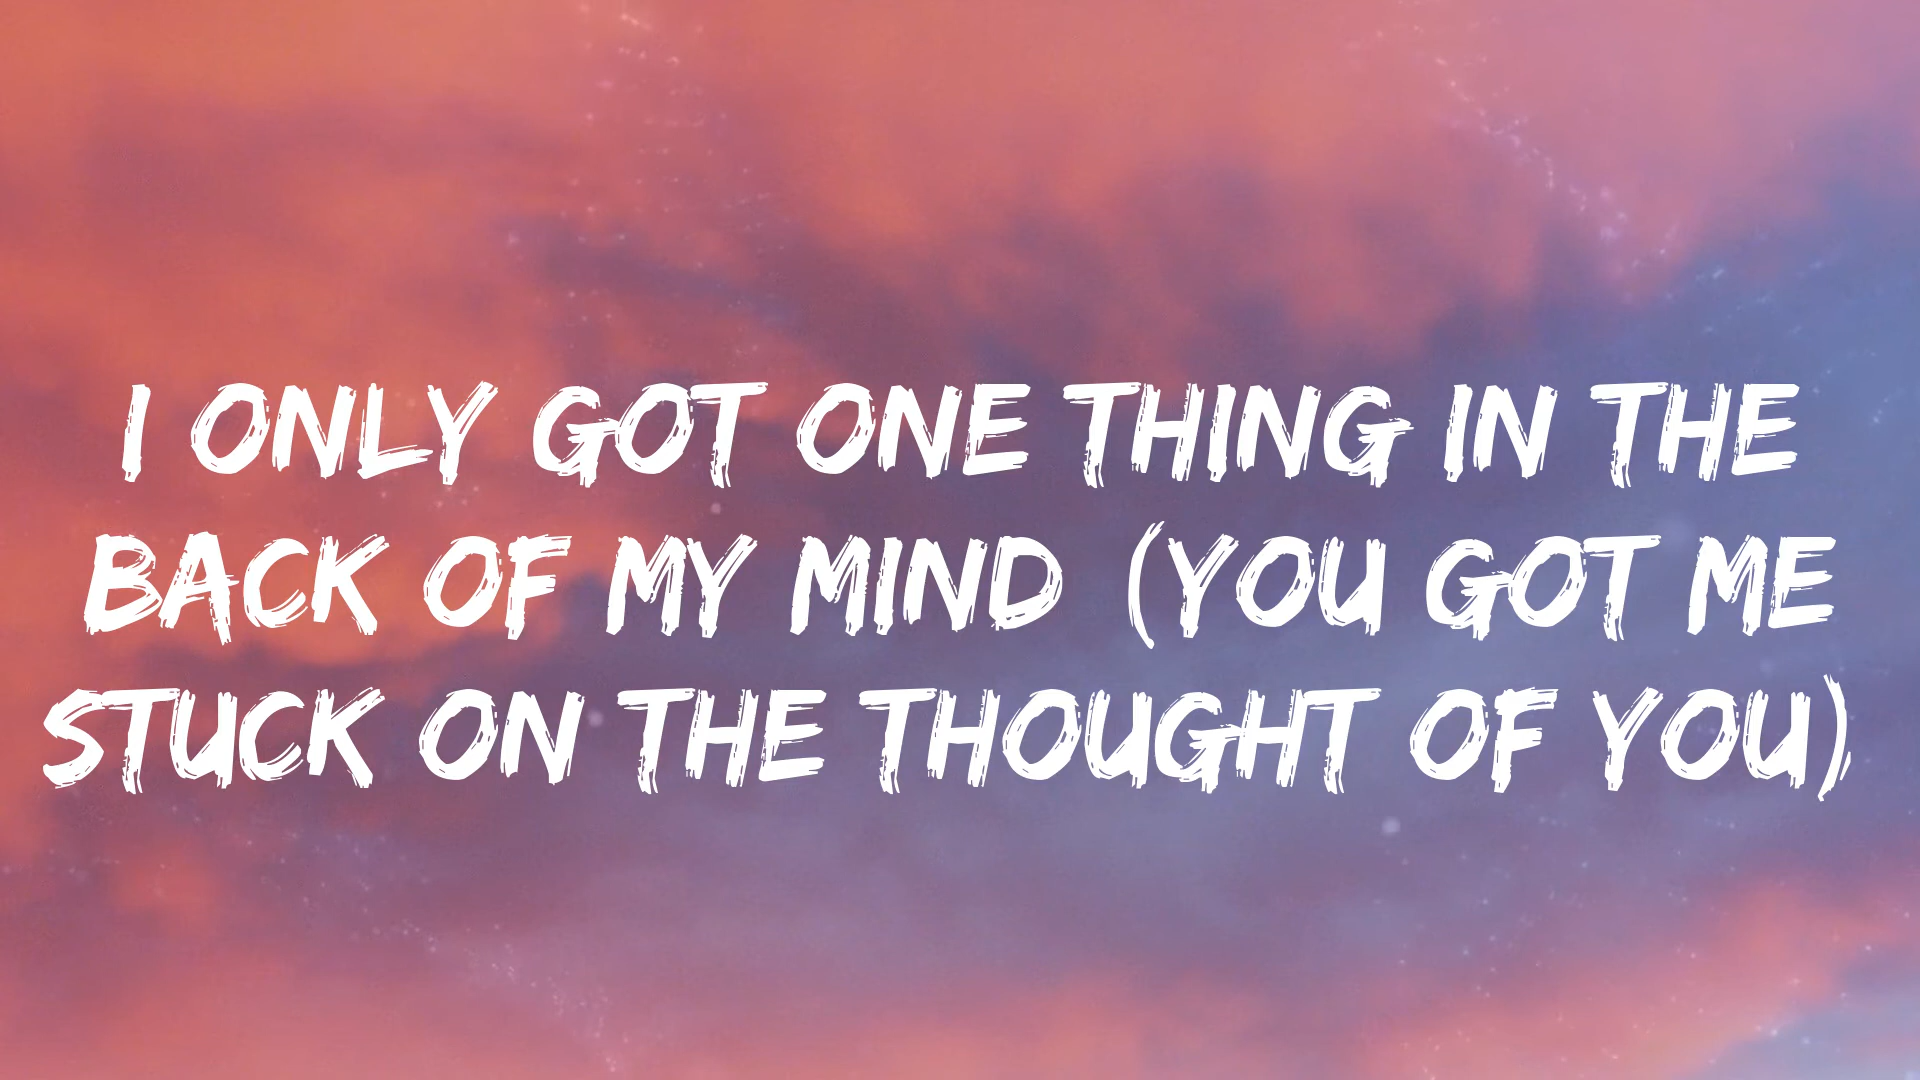 I ONLY GOT ONE THING IN THE
BACK OF MY MIND (YOU GOT ME
STUCK ON THE THOUGHT OF YOU)